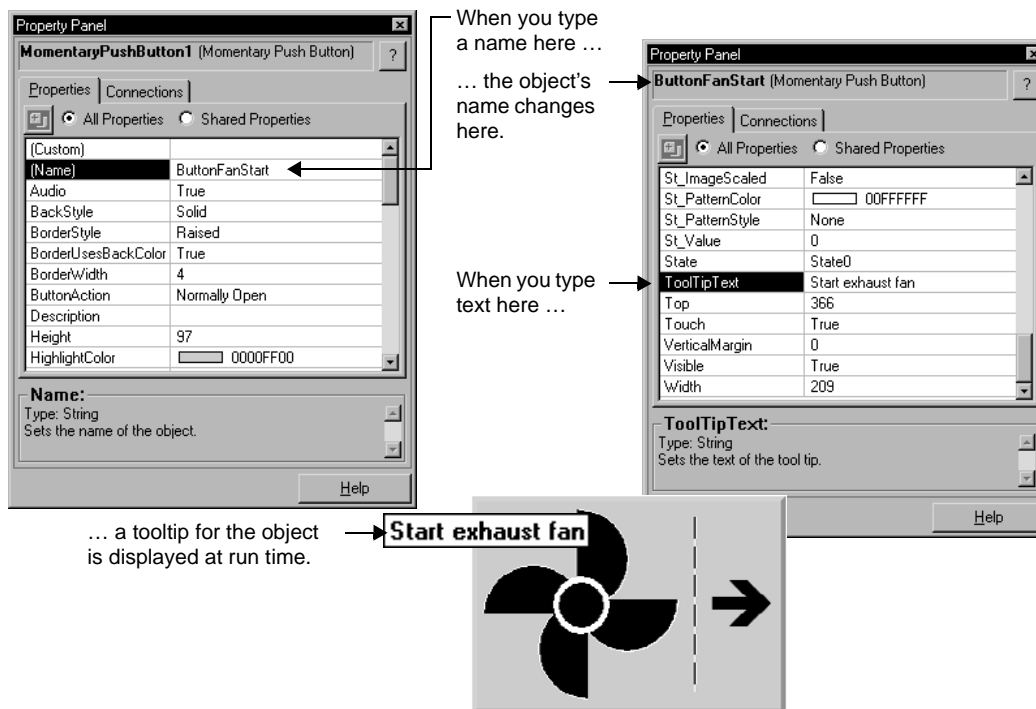 Property Panel
MomentaryPushButton1 (Momentary Push Button)
?
Properties
Connections
All Properties
Shared Properties
(Custom)
(Name) ButtonFanStart
Audio True
BackStyle Solid
BorderStyle Raised
BorderUsesBackColor True
BorderWidth 4
ButtonAction Normally Open
Description
Height 97
HighlightColor 0000FF00
Name:
Type: String
Sets the name of the object.
Help
When you type
a name here …
… the object's
name changes
here.
When you type
text here …
Property Panel
ButtonFanStart (Momentary Push Button)
?
Properties
Connections
All Properties
Shared Properties
St_ImageScaled False
St_PatternColor 00FFFFFF
St_PatternStyle None
St_Value 0
State State0
ToolTipText Start exhaust fan
Top 366
Touch True
VerticalMargin 0
Visible True
Width 209
ToolTipText:
Type: String
Sets the text of the tool tip.
Help
… a tooltip for the object
is displayed at run time.
Start exhaust fan